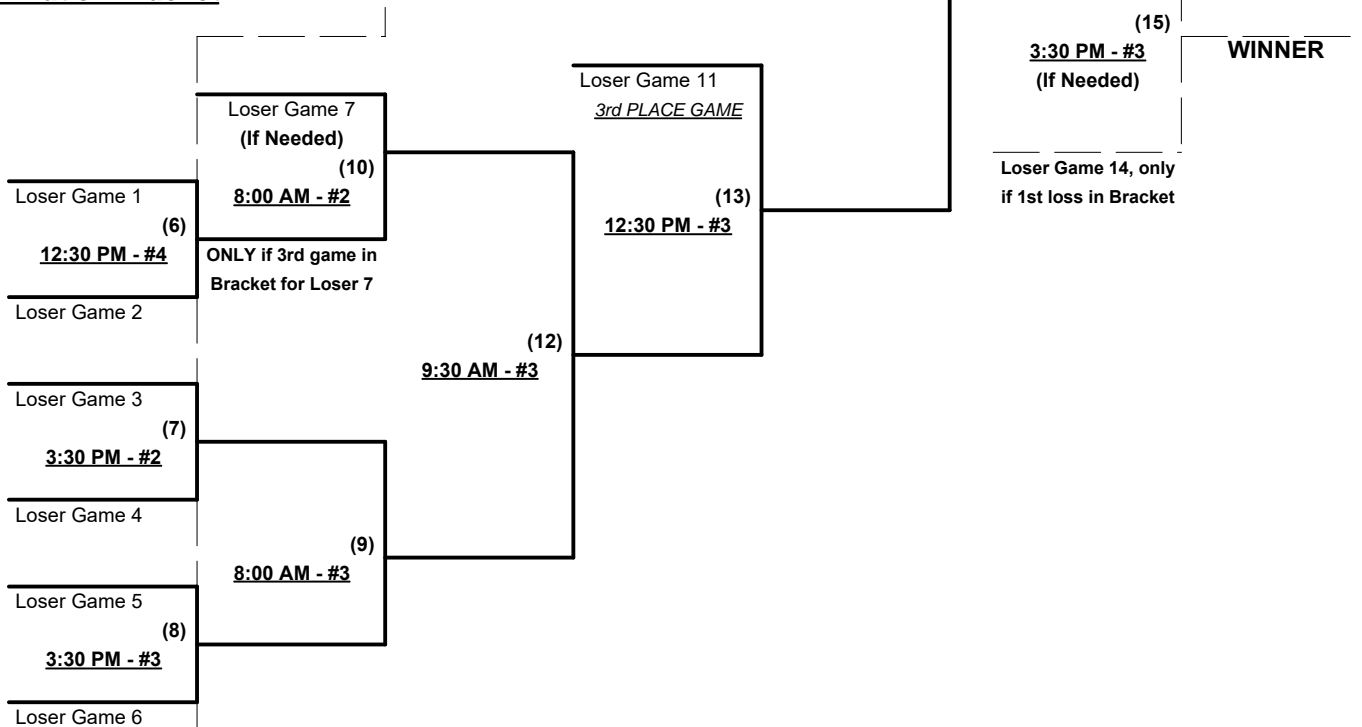 (15)
3:30 PM - #3
(If Needed)
WINNER
Loser Game 14, only
if 1st loss in Bracket
Loser Game 11
3rd PLACE GAME
(13)
12:30 PM - #3
Loser Game 7
(If Needed)
(10)
8:00 AM - #2
ONLY if 3rd game in
Bracket for Loser 7
Loser Game 1
(6)
12:30 PM - #4
Loser Game 2
(12)
9:30 AM - #3
Loser Game 3
(7)
3:30 PM - #2
Loser Game 4
(9)
8:00 AM - #3
Loser Game 5
(8)
3:30 PM - #3
Loser Game 6